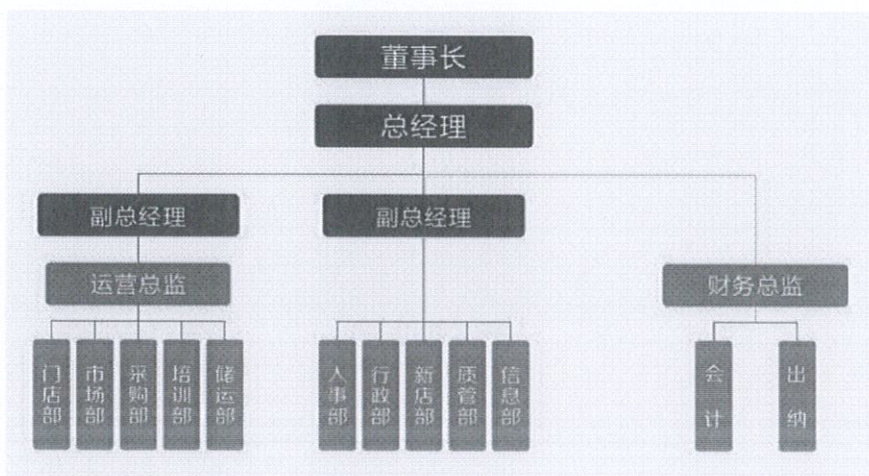 董事长
总经理
副总经理
副总经理
运营总监
财务总监
门店部
市场部
采购部
培训部
储运部
人事部
行政部
新店部
质管部
信息部
会计
出纳